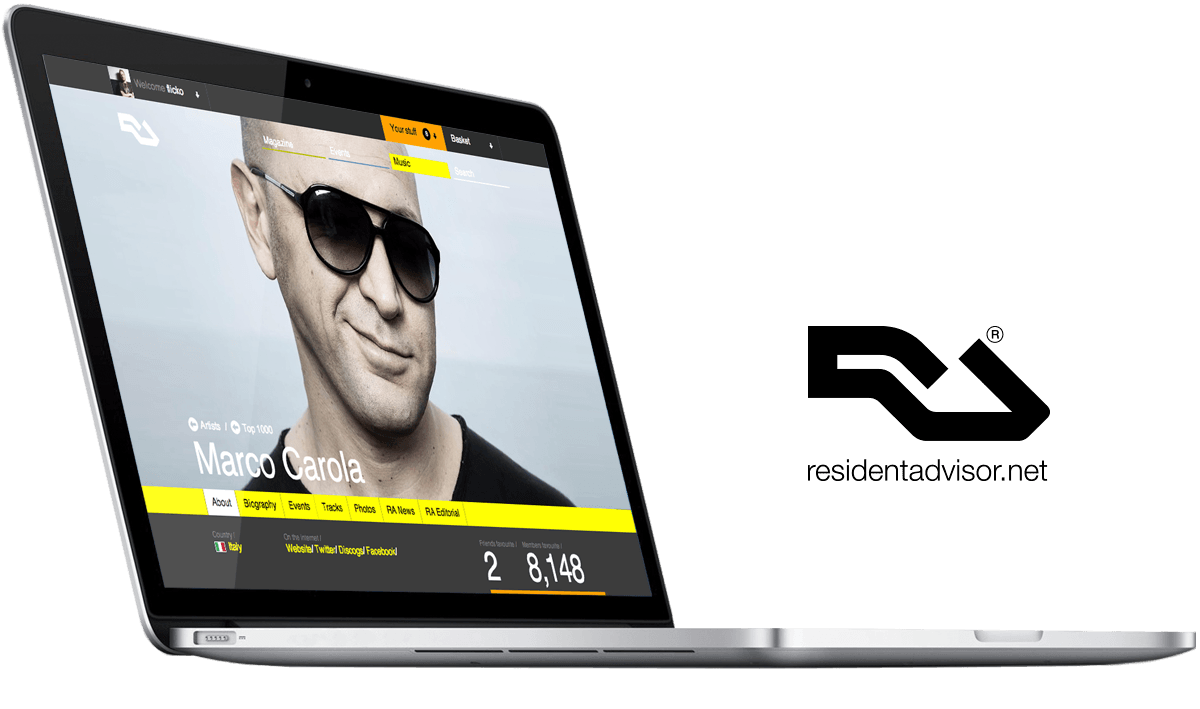 Welcome flicko
Your stuff 5 Basket
Magazine Events Music Search
Artists / Top 1000
Marco Carola
About Biography Events Tracks Photos RA News RA Editorial
Country / On the internet / Friends favourite / Members favourite /
Italy Website/ Twitter/ Discogs/ Facebook/ 2 8,148
®
residentadvisor.net